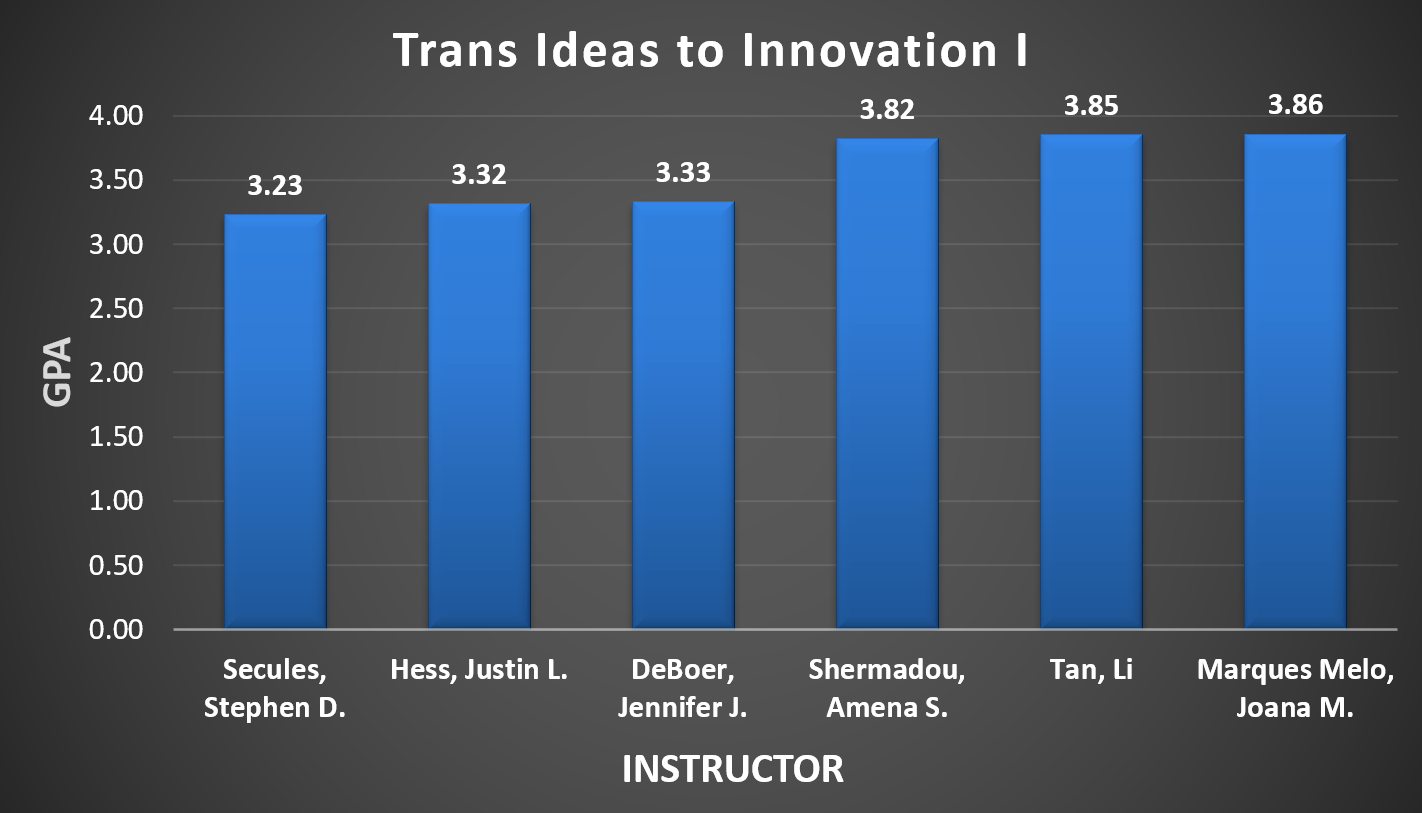 Trans Ideas to Innovation I
4.00
3.50
3.00
2.50
2.00
1.50
1.00
0.50
0.00
GPA
3.23
3.32
3.33
3.82
3.85
3.86
Secules,
Stephen D.
Hess, Justin L.
DeBoer,
Jennifer J.
Shermadou,
Amena S.
Tan, Li
Marques Melo,
Joana M.
INSTRUCTOR